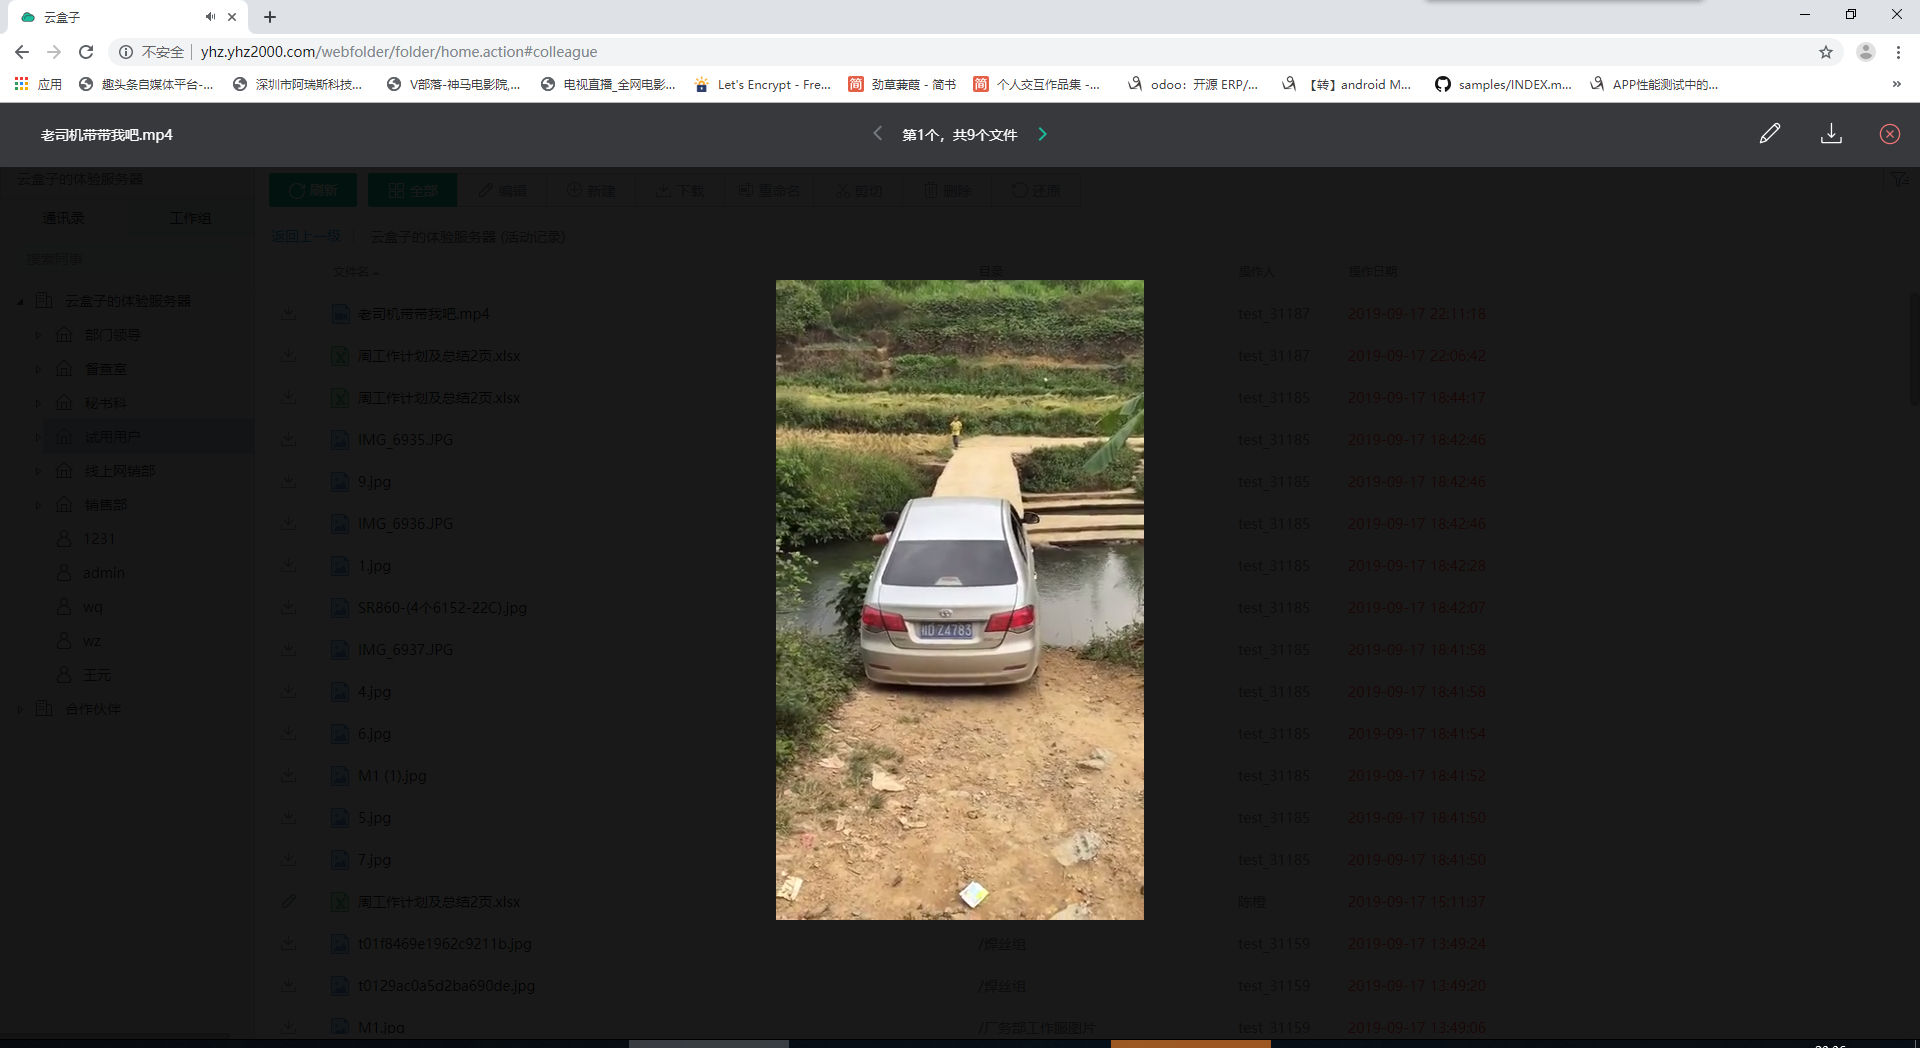 云盒子
不安全 yhz.yhz2000.com/webfolder/folder/home.action#colleague
应用 趣头条自媒体平台-... 深圳市阿瑞斯科技... V部落-神马电影院,... 电视直播_全网电影... Let's Encrypt - Fre... 简 劲草蒹葭 - 简书 简 个人交互作品集 -... odoo：开源 ERP/... 【转】android M... samples/INDEX.m... APP性能测试中的... »
老司机带带我吧.mp4 第1个，共9个文件
云盒子的体验服务器 刷新 全部 编辑 新建 下载 重命名 剪切 删除 还原
通讯录 工作组
返回上一级 云盒子的体验服务器 (活动记录)
搜索同事
文件名 目录 操作人 操作日期
云盒子的体验服务器
老司机带带我吧.mp4 test_31187 2019-09-17 22:11:18
部门领导
周工作计划及总结2页.xlsx test_31187 2019-09-17 22:06:42
督查室
周工作计划及总结2页.xlsx test_31185 2019-09-17 18:44:17
秘书科
试用用户
IMG_6935.JPG test_31185 2019-09-17 18:42:46
线上网销部
9.jpg test_31185 2019-09-17 18:42:46
销售部
IMG_6936.JPG test_31185 2019-09-17 18:42:46
1231
1.jpg test_31185 2019-09-17 18:42:28
admin
wq
SR860-(4个6152-22C).jpg test_31185 2019-09-17 18:42:07
川D Z4783
wz
IMG_6937.JPG test_31185 2019-09-17 18:41:58
王元
4.jpg test_31185 2019-09-17 18:41:58
合作伙伴
6.jpg test_31185 2019-09-17 18:41:54
M1 (1).jpg test_31185 2019-09-17 18:41:52
5.jpg test_31185 2019-09-17 18:41:50
7.jpg test_31185 2019-09-17 18:41:50
周工作计划及总结2页.xlsx 陈橙 2019-09-17 15:11:37
t01f8469e1962c9211b.jpg /焊丝组 test_31159 2019-09-17 13:49:24
t0129ac0a5d2ba690de.jpg /焊丝组 test_31159 2019-09-17 13:49:20
M1.jpg /厂务部工作圈图片 test_31159 2019-09-17 13:49:06